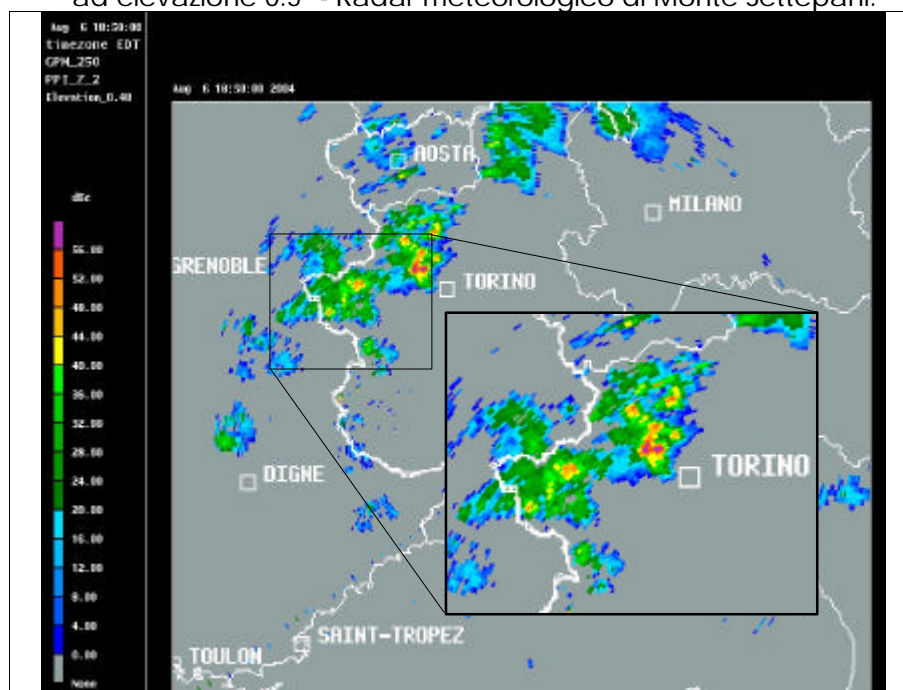 ad elevazione 0.5° - Radar meteorologico di Monte Settepani.
Aug 6 18:50:00
timezone EDT
GPM_250
PPI_Z_2
Elevation_0.40
Aug 6 18:50:00 2004
AOSTA
MILANO
GRENOBLE
TORINO
TORINO
DIGNE
SAINT-TROPEZ
TOULON
56.00
52.00
48.00
44.00
40.00
36.00
32.00
28.00
24.00
20.00
16.00
12.00
8.00
4.00
0.00
None